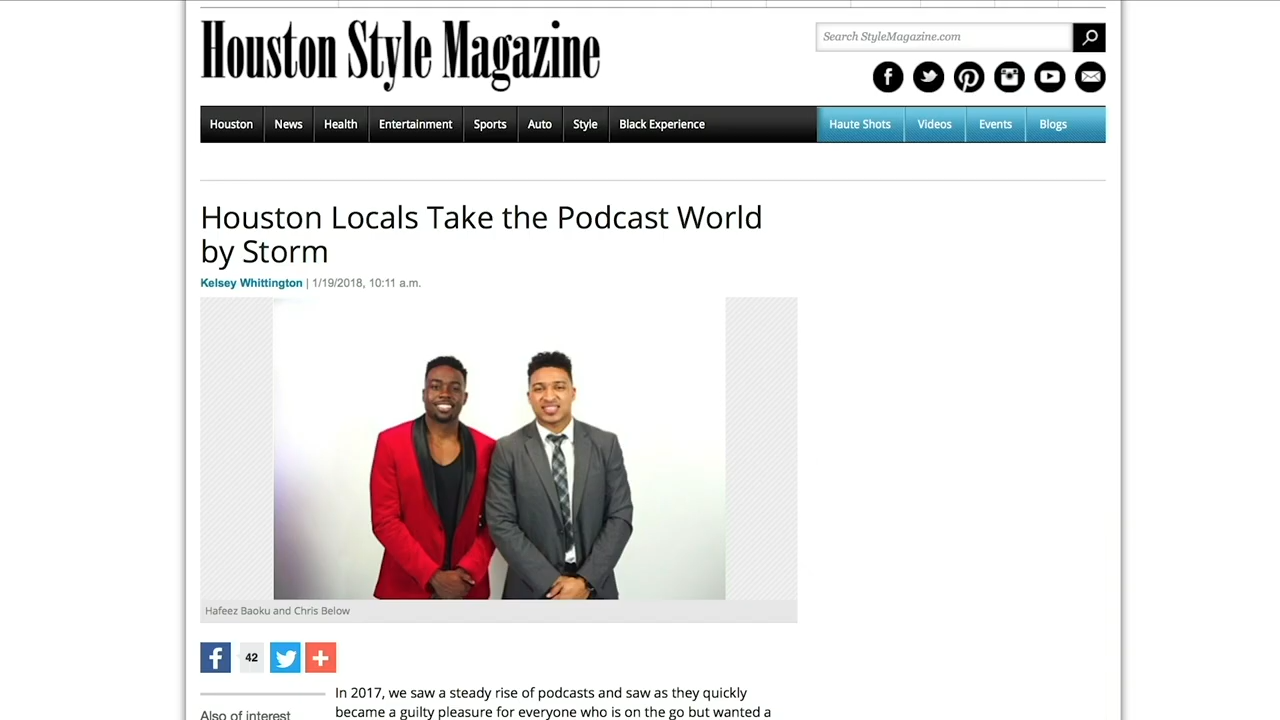 Houston Style Magazine
Search StyleMagazine.com
Houston News Health Entertainment Sports Auto Style Black Experience Haute Shots Videos Events Blogs
Houston Locals Take the Podcast World
by Storm
Kelsey Whittington | 1/19/2018, 10:11 a.m.
Hafeez Baoku and Chris Below
42
In 2017, we saw a steady rise of podcasts and saw as they quickly
Also of interest
became a guilty pleasure for everyone who is on the go but wanted a